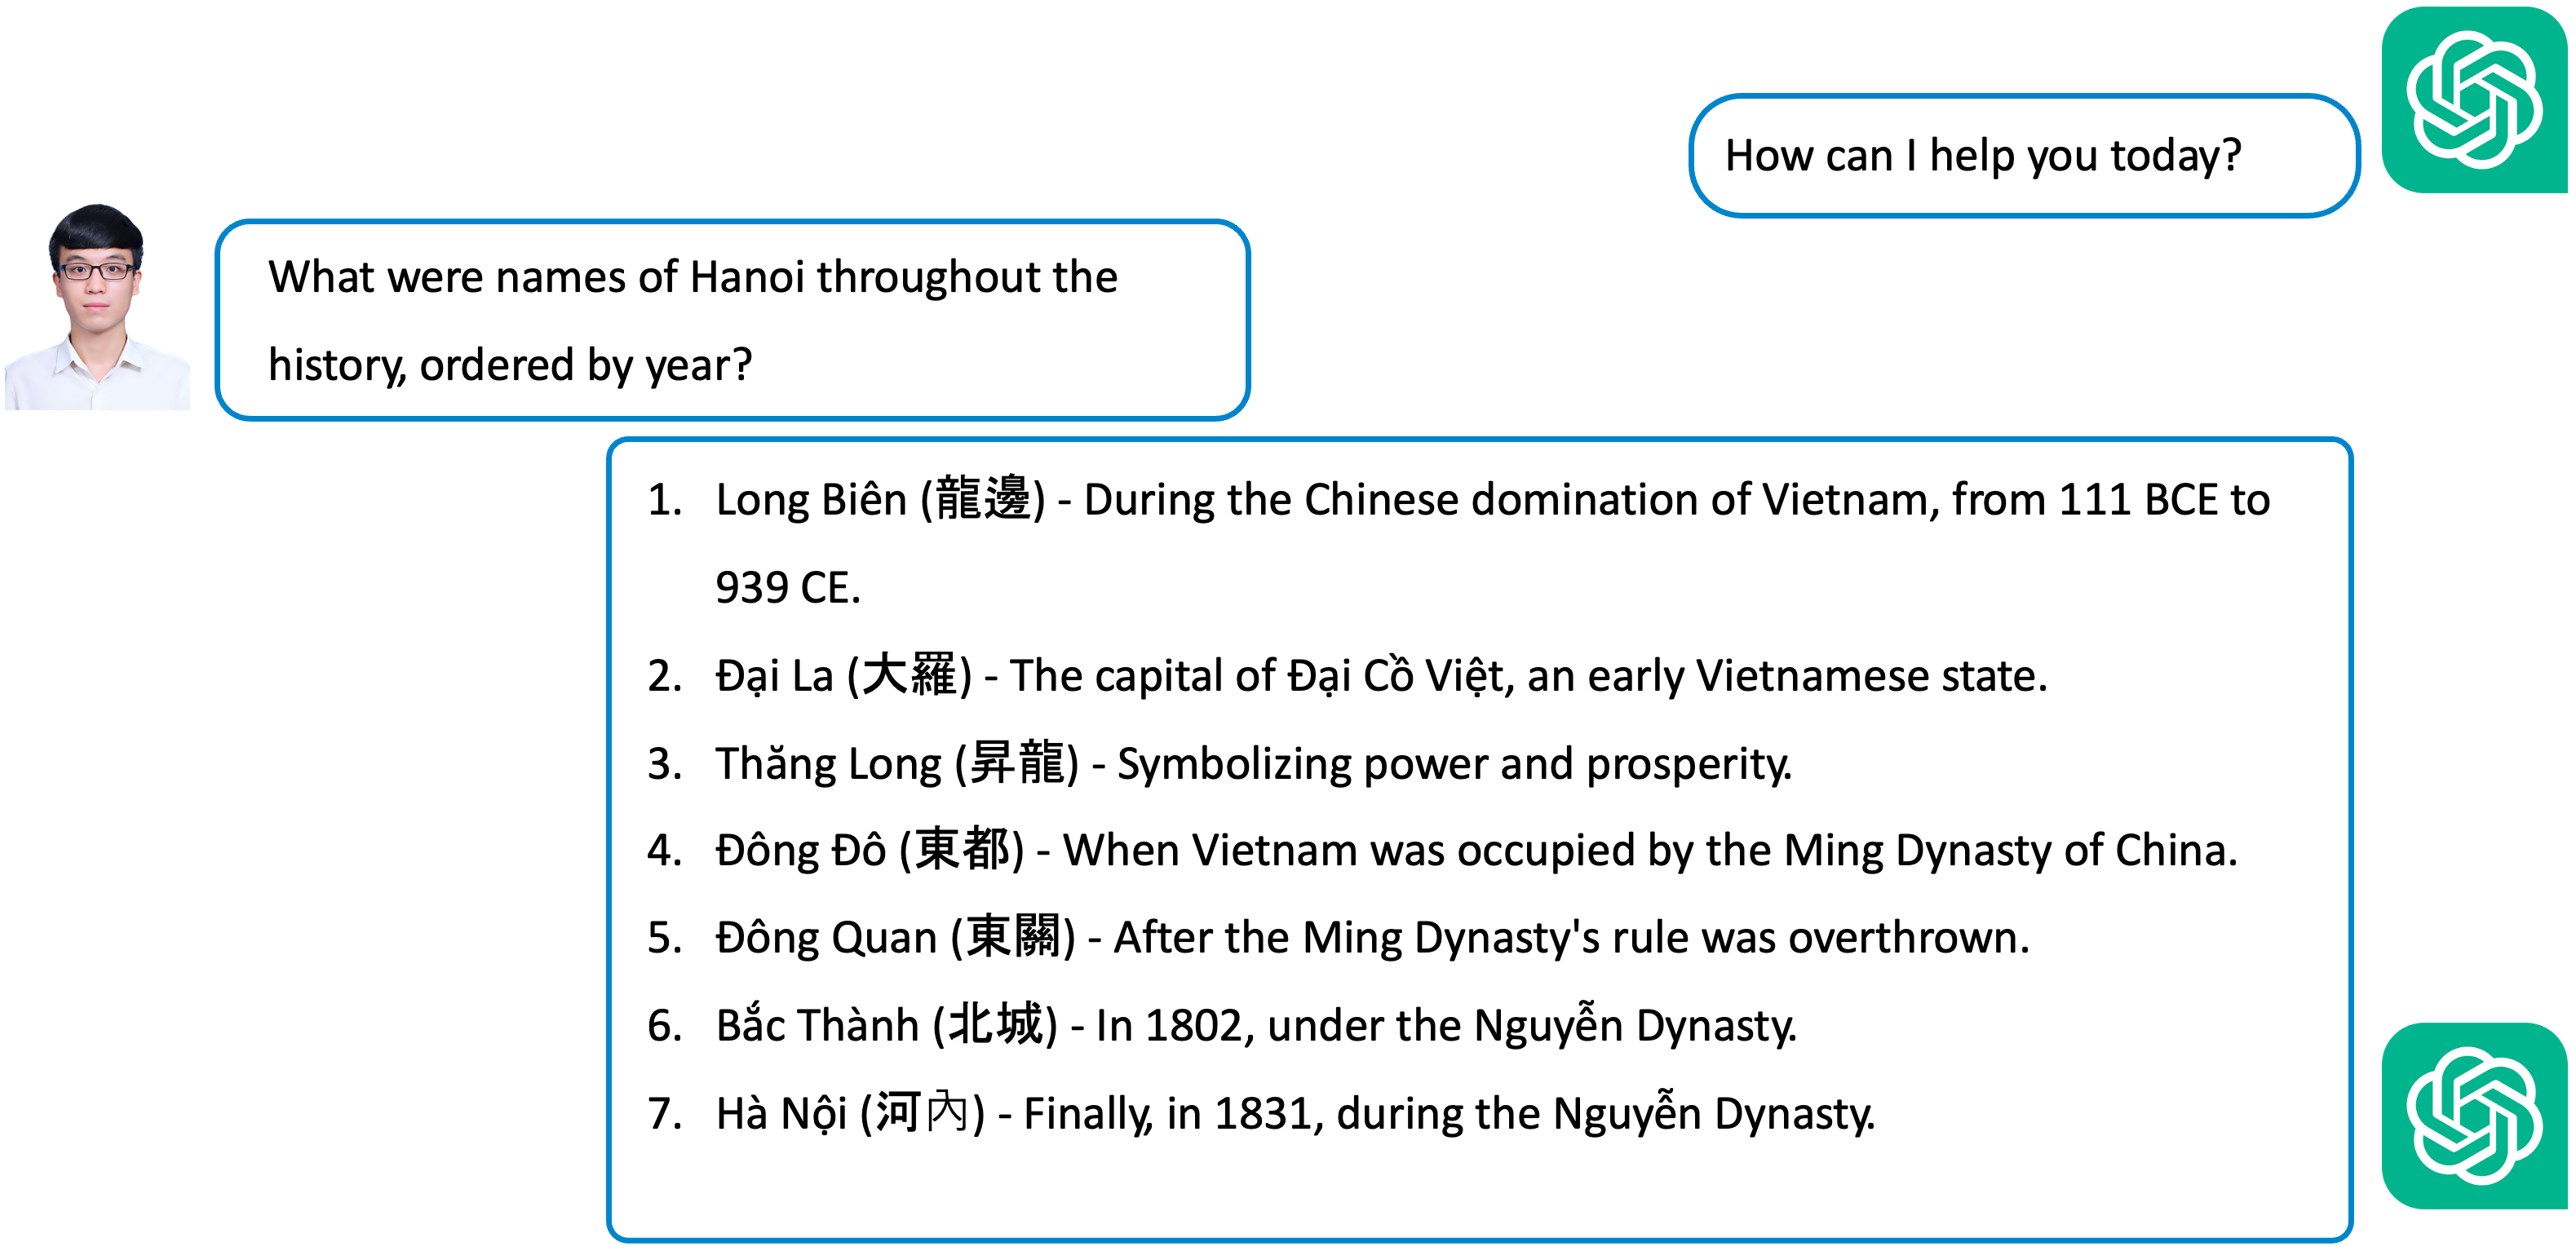 How can I help you today?
What were names of Hanoi throughout the
history, ordered by year?
1. Long Biên (龍邊) - During the Chinese domination of Vietnam, from 111 BCE to
939 CE.
2. Đại La (大羅) - The capital of Đại Cồ Việt, an early Vietnamese state.
3. Thăng Long (昇龍) - Symbolizing power and prosperity.
4. Đông Đô (東都) - When Vietnam was occupied by the Ming Dynasty of China.
5. Đông Quan (東關) - After the Ming Dynasty's rule was overthrown.
6. Bắc Thành (北城) - In 1802, under the Nguyễn Dynasty.
7. Hà Nội (河內) - Finally, in 1831, during the Nguyễn Dynasty.